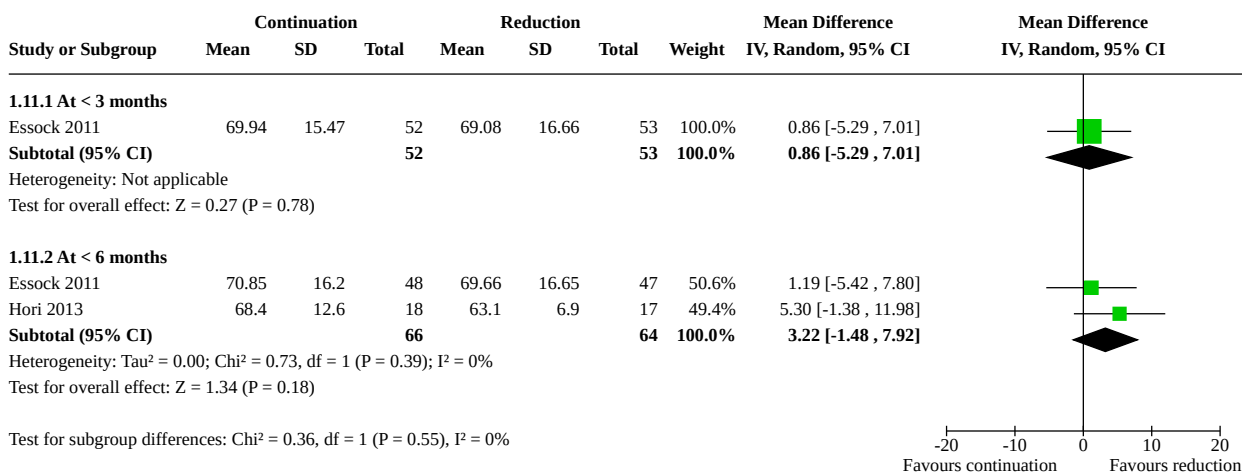 Continuation Reduction Mean Difference Mean Difference
Study or Subgroup Mean SD Total Mean SD Total Weight IV, Random, 95% CI IV, Random, 95% CI
1.11.1 At < 3 months
Essock 2011 69.94 15.47 52 69.08 16.66 53 100.0% 0.86 [-5.29 , 7.01]
Subtotal (95% CI) 52 53 100.0% 0.86 [-5.29 , 7.01]
Heterogeneity: Not applicable
Test for overall effect: Z = 0.27 (P = 0.78)
1.11.2 At < 6 months
Essock 2011 70.85 16.2 48 69.66 16.65 47 50.6% 1.19 [-5.42 , 7.80]
Hori 2013 68.4 12.6 18 63.1 6.9 17 49.4% 5.30 [-1.38 , 11.98]
Subtotal (95% CI) 66 64 100.0% 3.22 [-1.48 , 7.92]
Heterogeneity: Tau² = 0.00; Chi² = 0.73, df = 1 (P = 0.39); I² = 0%
Test for overall effect: Z = 1.34 (P = 0.18)
Test for subgroup differences: Chi² = 0.36, df = 1 (P = 0.55), I² = 0%
-20 -10 0 10 20
Favours continuation Favours reduction